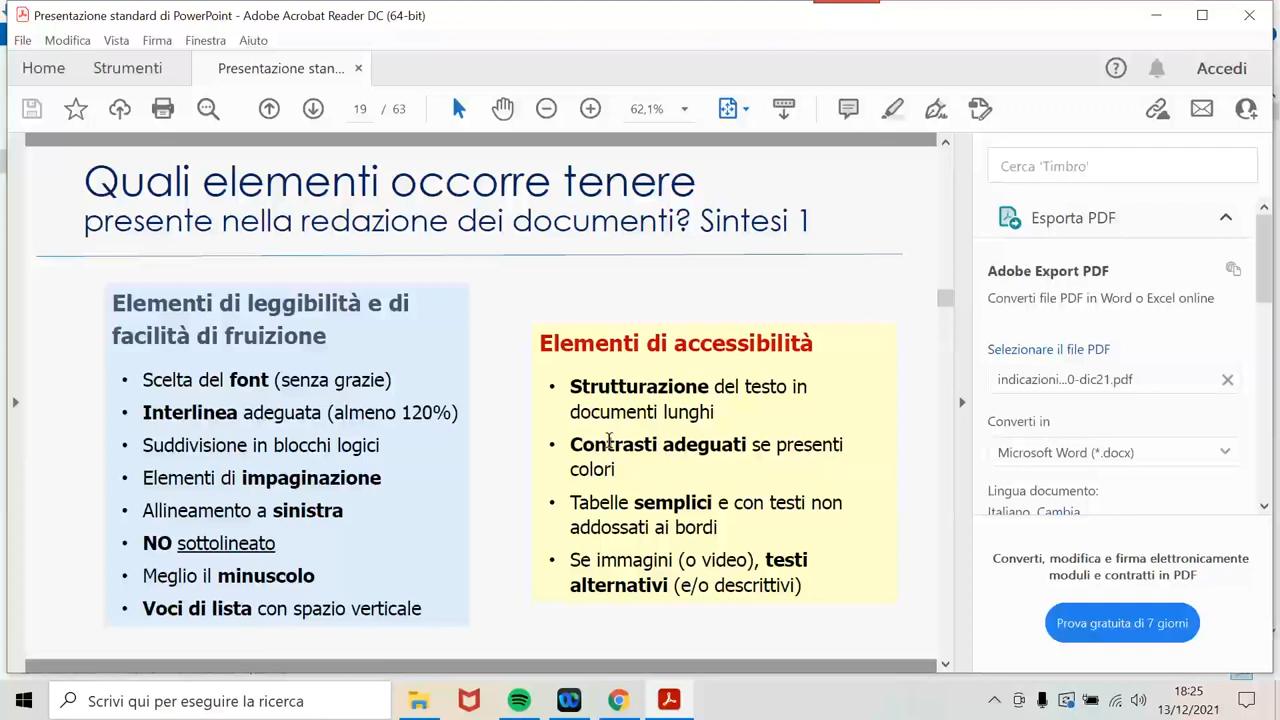 Presentazione standard di PowerPoint - Adobe Acrobat Reader DC (64-bit)
File Modifica Vista Firma Finestra Aiuto
Home Strumenti Presentazione stan... × Accedi
19 / 63 62,1%
Quali elementi occorre tenere
presente nella redazione dei documenti? Sintesi 1
Elementi di leggibilità e di
facilità di fruizione
• Scelta del font (senza grazie)
• Interlinea adeguata (almeno 120%)
• Suddivisione in blocchi logici
• Elementi di impaginazione
• Allineamento a sinistra
• NO sottolineato
• Meglio il minuscolo
• Voci di lista con spazio verticale
Elementi di accessibilità
• Strutturazione del testo in
documenti lunghi
• Contrasti adeguati se presenti
colori
• Tabelle semplici e con testi non
addossati ai bordi
• Se immagini (o video), testi
alternativi (e/o descrittivi)
Cerca 'Timbro'
Esporta PDF
Adobe Export PDF
Converti file PDF in Word o Excel online
Selezionare il file PDF
indicazioni...0-dic21.pdf
Converti in
Microsoft Word (*.docx)
Lingua documento:
Italiano Cambia
Converti, modifica e firma elettronicamente
moduli e contratti in PDF
Prova gratuita di 7 giorni
Scrivi qui per eseguire la ricerca
18:25
13/12/2021